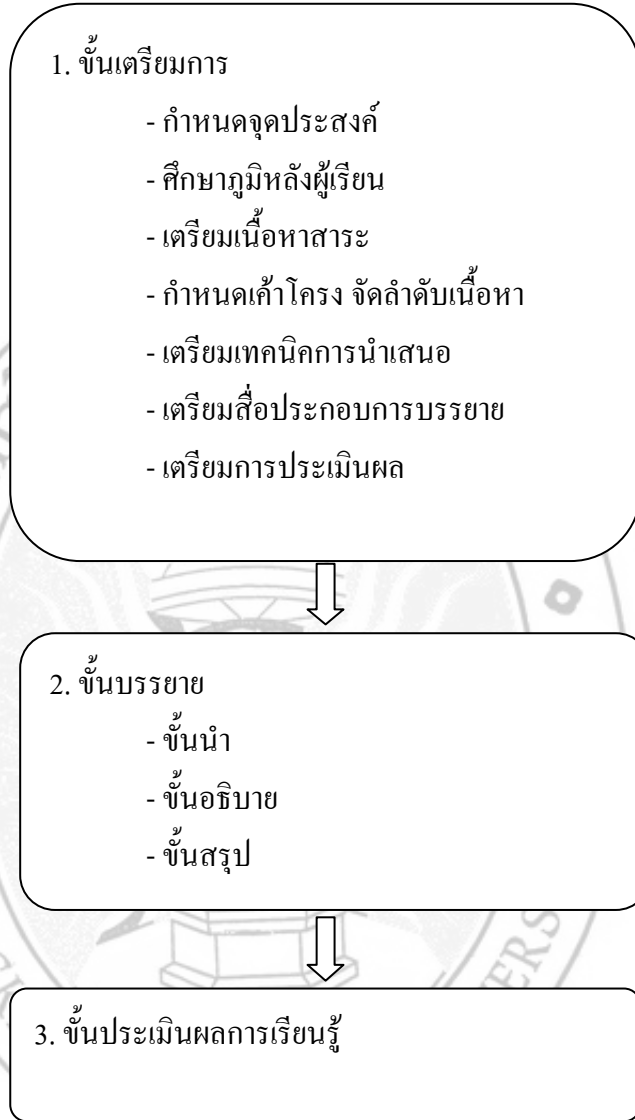 1. ขั้นเตรียมการ
- กำหนดจุดประสงค์
- ศึกษาภูมิหลังผู้เรียน
- เตรียมเนื้อหาสาระ
- กำหนดเค้าโครง จัดลำดับเนื้อหา
- เตรียมเทคนิคการนำเสนอ
- เตรียมสื่อประกอบการบรรยาย
- เตรียมการประเมินผล
2. ขั้นบรรยาย
- ขั้นนำ
- ขั้นอธิบาย
- ขั้นสรุป
3. ขั้นประเมินผลการเรียนรู้